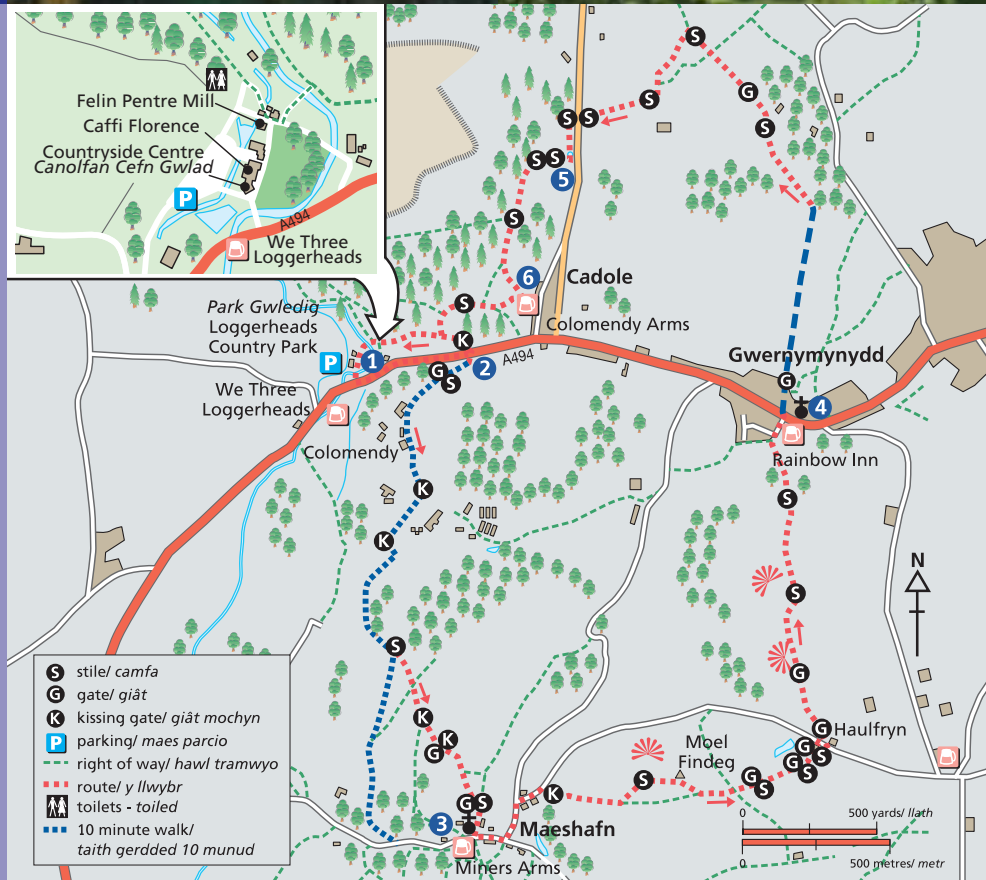 Felin Pentre Mill
Caffi Florence
Countryside Centre
Canolfan Cefn Gwlad
P
A494
We Three
Loggerheads
S
S
G
S
S
S
S
S
5
S
6
Cadole
Colomendy Arms
Park Gwledig
Loggerheads
Country Park
P
1
S
K
2
A494
G
S
We Three
Loggerheads
Colomendy
Gwernymynydd
G
4
Rainbow Inn
K
K
S
S
S
G
N
S
K
K
G
G
S
3
Maeshafn
Miners Arms
K
S
Moel
Findeg
G
S
G
G
S
S
G
Haulfryn
S stile/ camfa
G gate/ giât
K kissing gate/ giât mochyn
P parking/ maes parcio
right of way/ hawl tramwyo
route/ y llwybr
toilets - toiled
10 minute walk/
taith gerdded 10 munud
0 500 yards/ llath
0 500 metres/ metr